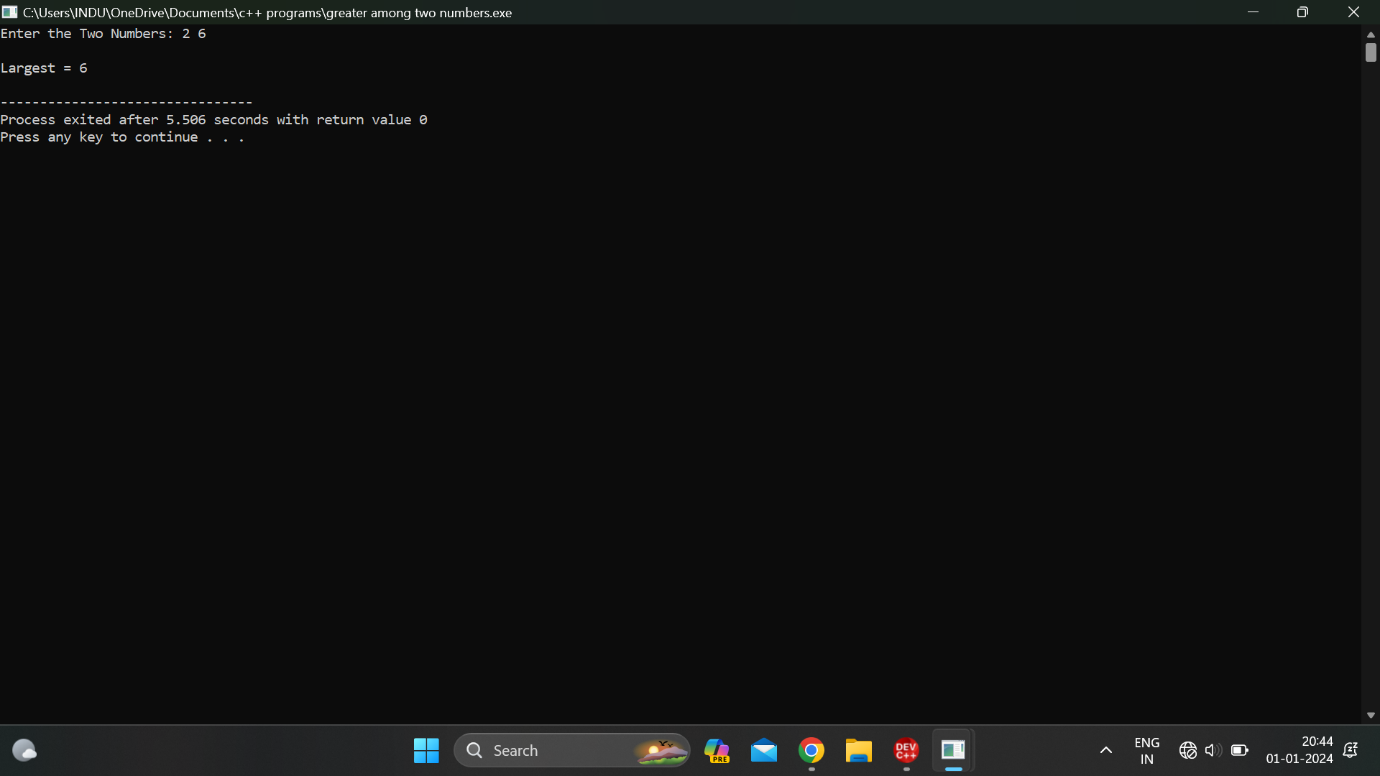 C:\Users\INDU\OneDrive\Documents\c++ programs\greater among two numbers.exe
Enter the Two Numbers: 2 6
Largest = 6
--------------------------------
Process exited after 5.506 seconds with return value 0
Press any key to continue . . .
Search
PRE
DEV
C++
ENG
IN
20:44
01-01-2024